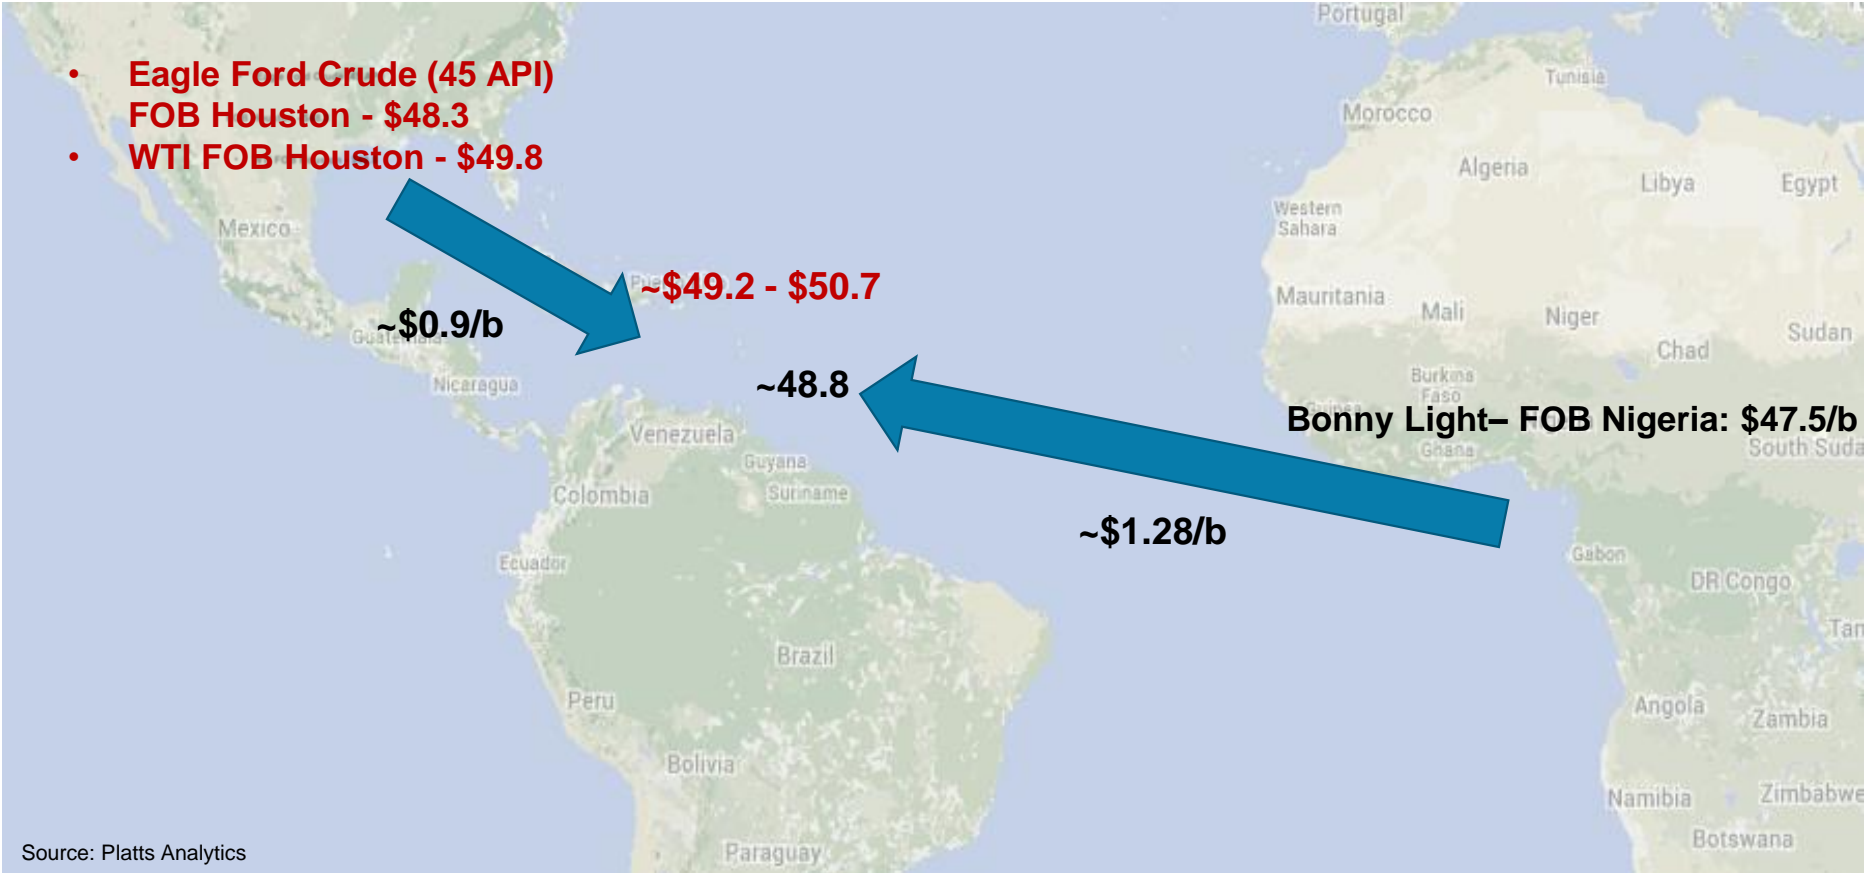 Portugal
• Eagle Ford Crude (45 API)
FOB Houston - $48.3
• WTI FOB Houston - $49.8
Tunisia
Morocco
Algeria
Libya
Egypt
Western
Sahara
Mexico
~$49.2 - $50.7
Mauritania
Mali
Niger
Chad
Sudan
~$0.9/b
Nicaragua
~48.8
Burkina
Faso
Bonny Light– FOB Nigeria: $47.5/b
Ghana
South Suda
Venezuela
Guyana
Suriname
Colombia
~$1.28/b
Ecuador
Gabon
DR Congo
Tan
Brazil
Peru
Angola
Zambia
Bolivia
Namibia
Zimbabwe
Botswana
Paraguay
Source: Platts Analytics